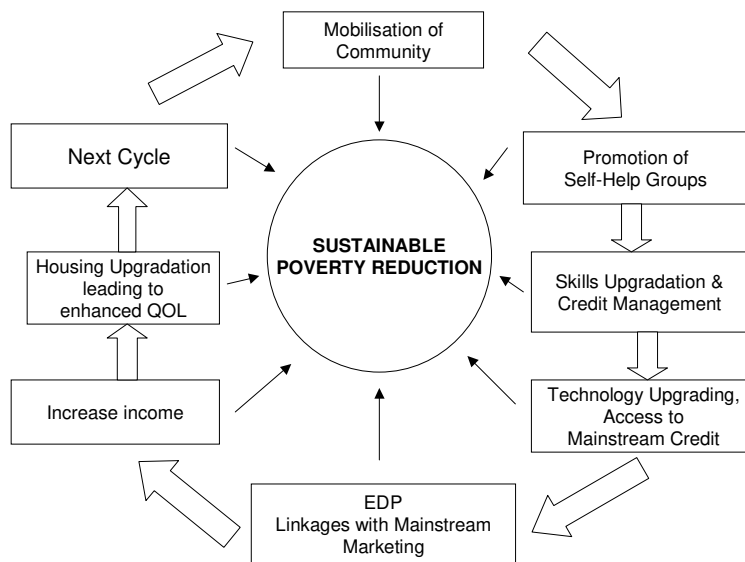 Mobilisation of
Community
Promotion of
Self-Help Groups
Skills Upgradation &
Credit Management
Technology Upgrading,
Access to
Mainstream Credit
EDP
Linkages with Mainstream
Marketing
Increase income
Housing Upgradation
leading to
enhanced QOL
Next Cycle
SUSTAINABLE
POVERTY REDUCTION